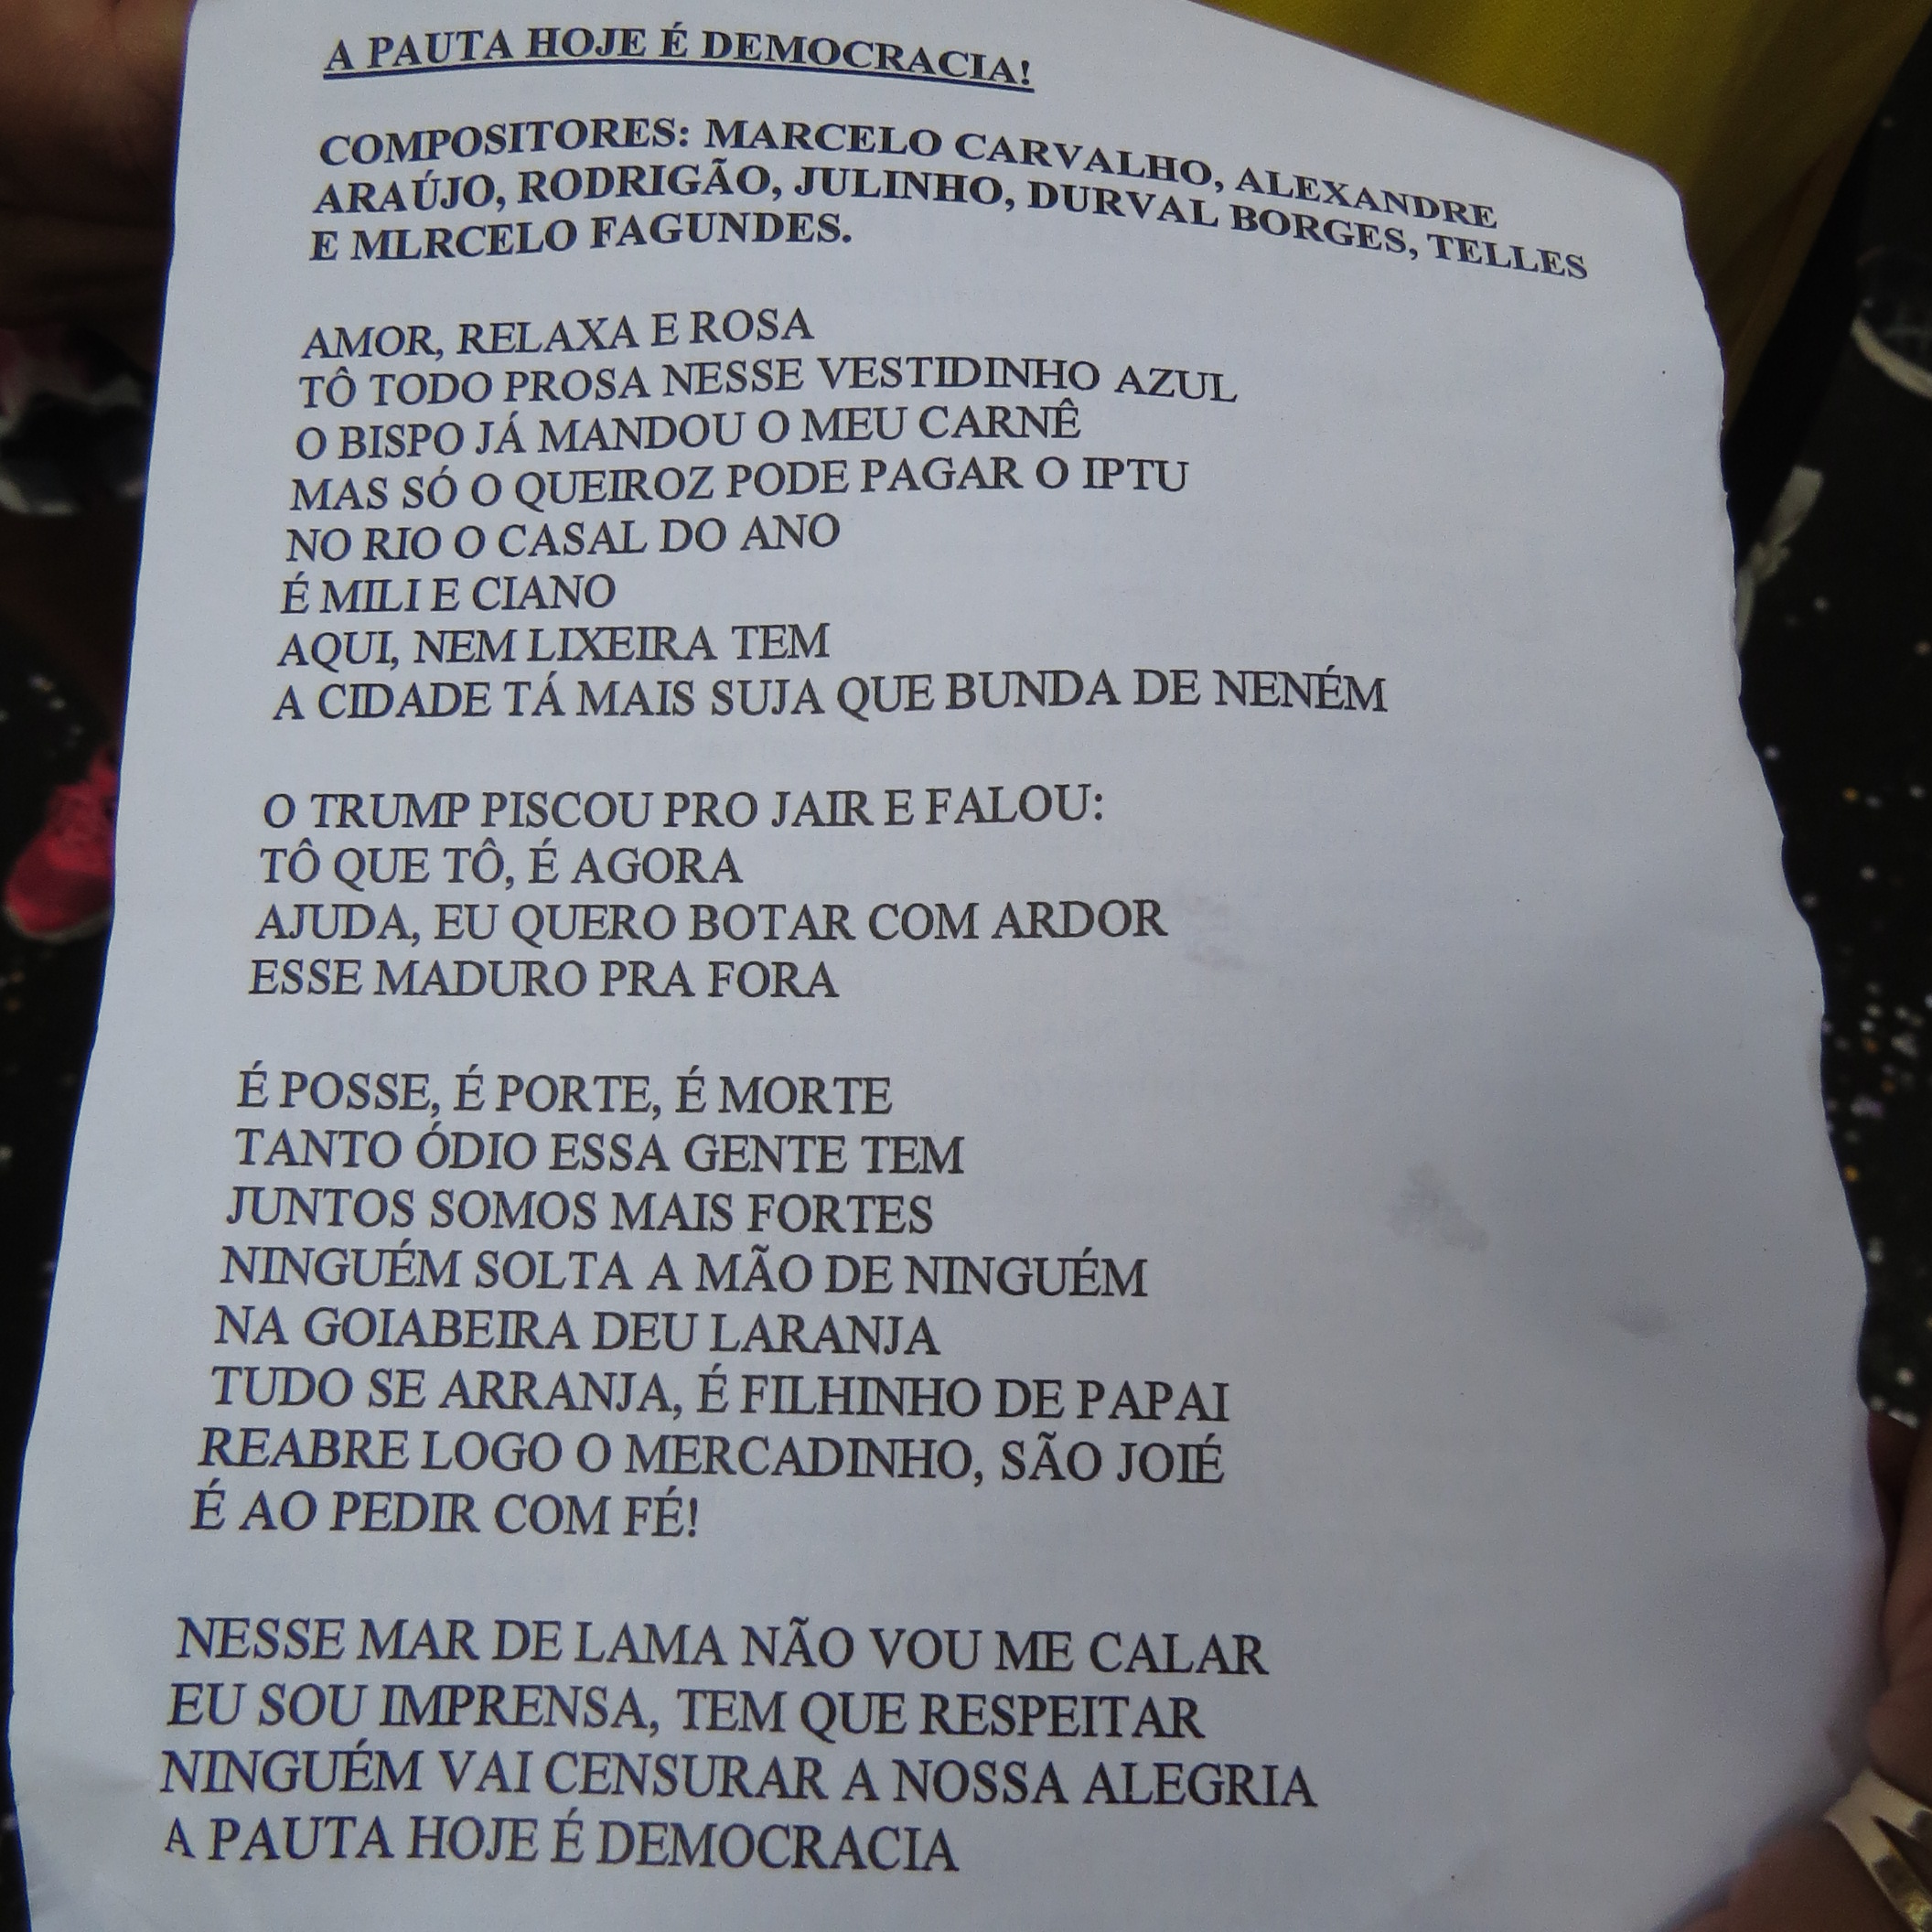 A PAUTA HOJE É DEMOCRACIA!
COMPOSITORES: MARCELO CARVALHO, ALEXANDRE
ARAÚJO, RODRIGÃO, JULINHO, DURVAL BORGES, TELLES
E MLRCELO FAGUNDES.
AMOR, RELAXA E ROSA
TÔ TODO PROSA NESSE VESTIDINHO AZUL
O BISPO JÁ MANDOU O MEU CARNÊ
MAS SÓ O QUEIROZ PODE PAGAR O IPTU
NO RIO O CASAL DO ANO
É MILI E CIANO
AQUI, NEM LIXEIRA TEM
A CIDADE TÁ MAIS SUJA QUE BUNDA DE NENÉM
O TRUMP PISCOU PRO JAIR E FALOU:
TÔ QUE TÔ, É AGORA
AJUDA, EU QUERO BOTAR COM ARDOR
ESSE MADURO PRA FORA
É POSSE, É PORTE, É MORTE
TANTO ÓDIO ESSA GENTE TEM
JUNTOS SOMOS MAIS FORTES
NINGUÉM SOLTA A MÃO DE NINGUÉM
NA GOIABEIRA DEU LARANJA
TUDO SE ARRANJA, É FILHINHO DE PAPAI
REABRE LOGO O MERCADINHO, SÃO JOIÉ
É AO PEDIR COM FÉ!
NESSE MAR DE LAMA NÃO VOU ME CALAR
EU SOU IMPRENSA, TEM QUE RESPEITAR
NINGUÉM VAI CENSURAR A NOSSA ALEGRIA
A PAUTA HOJE É DEMOCRACIA